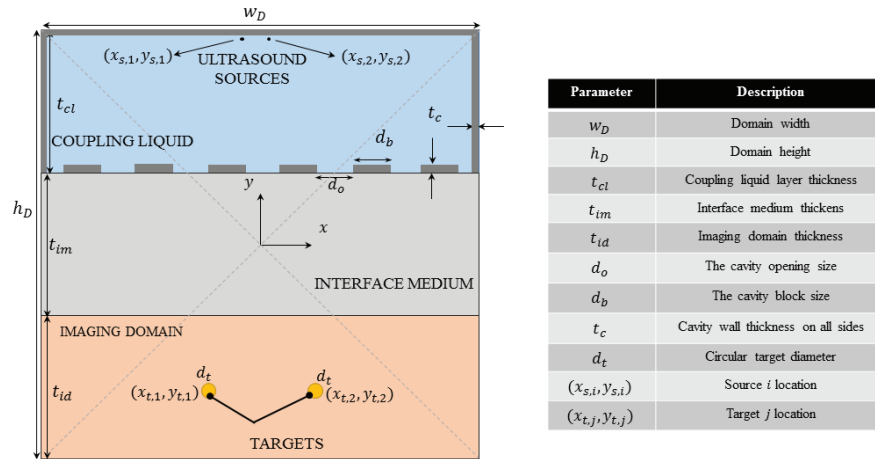 w_D
(x_{s,1}, y_{s,1})
ULTRASOUND
SOURCES
(x_{s,2}, y_{s,2})
t_{cl}
t_c
COUPLING LIQUID
d_b
d_o
y
x
h_D
t_{im}
INTERFACE MEDIUM
IMAGING DOMAIN
d_t
d_t
t_{id}
(x_{t,1}, y_{t,1})
(x_{t,2}, y_{t,2})
TARGETS
Parameter Description
w_D Domain width
h_D Domain height
t_{cl} Coupling liquid layer thickness
t_{im} Interface medium thickens
t_{id} Imaging domain thickness
d_o The cavity opening size
d_b The cavity block size
t_c Cavity wall thickness on all sides
d_t Circular target diameter
(x_{s,i}, y_{s,i}) Source i location
(x_{t,j}, y_{t,j}) Target j location